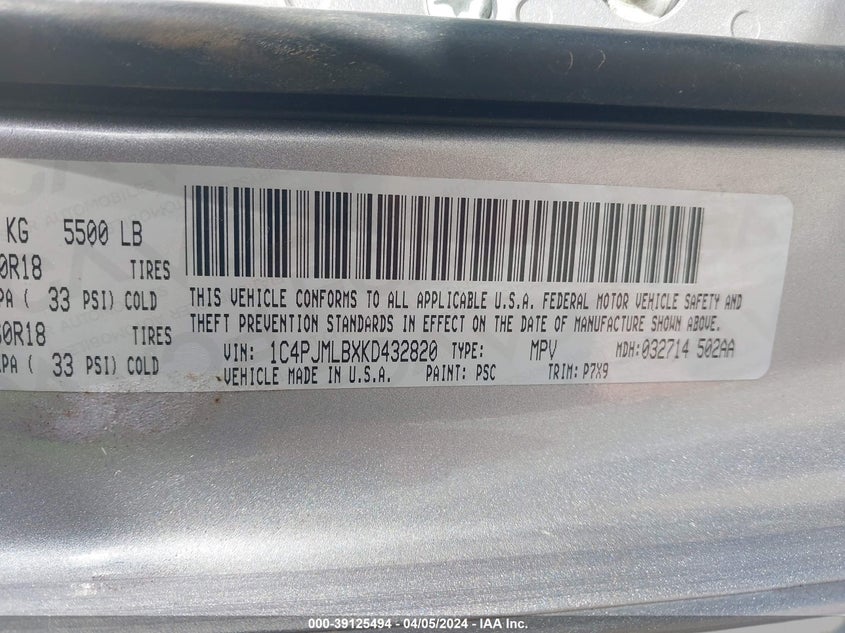 KG 5500 LB
0R18 TIRES
PA ( 33 PSI) COLD
60R18 TIRES
PA ( 33 PSI) COLD
THIS VEHICLE CONFORMS TO ALL APPLICABLE U.S.A. FEDERAL MOTOR VEHICLE SAFETY AND
THEFT PREVENTION STANDARDS IN EFFECT ON THE DATE OF MANUFACTURE SHOWN ABOVE.
VIN: 1C4PJMLBXKD432820 TYPE: MPV MDH:032714 502AA
VEHICLE MADE IN U.S.A. PAINT: PSC TRIM: P7X9
000-39125494 - 04/05/2024 - IAA Inc.